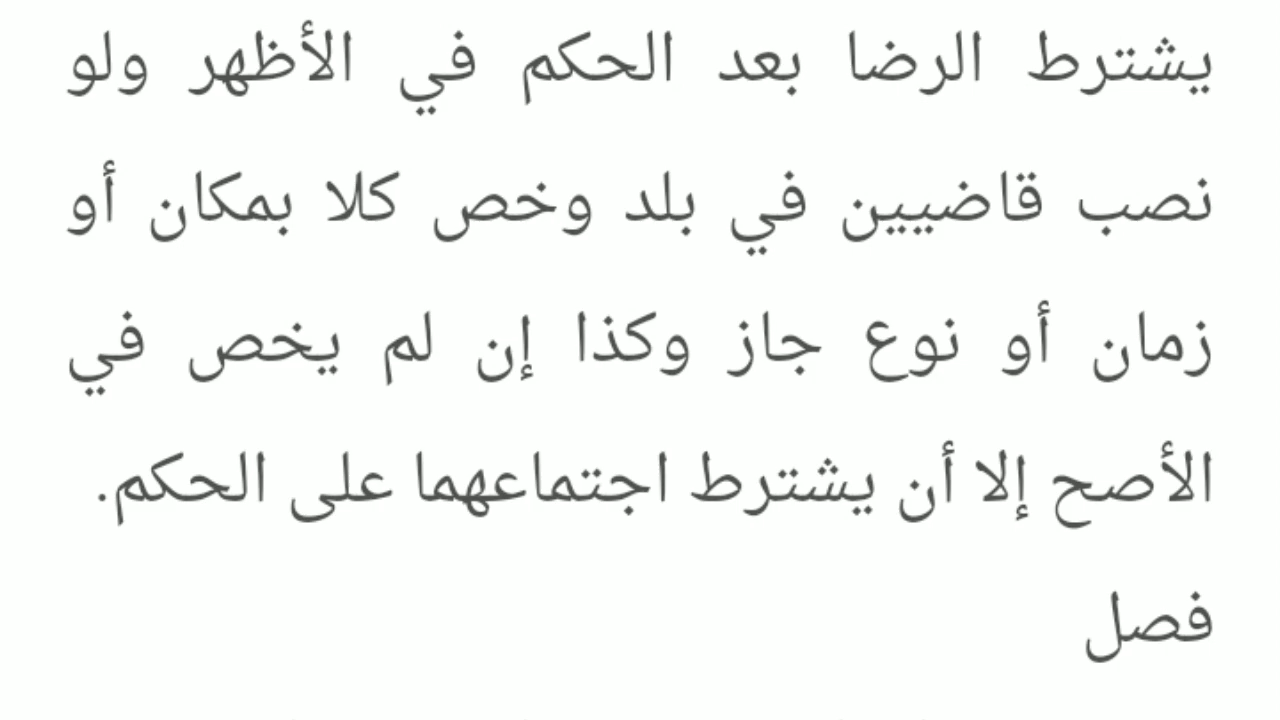 يشترط الرضا بعد الحكم في الأظهر ولو
نصب قاضيين في بلد وخص كلا بمكان أو
زمان أو نوع جاز وكذا إن لم يخص في
الأصح إلا أن يشترط اجتماعهما على الحكم.
فصل